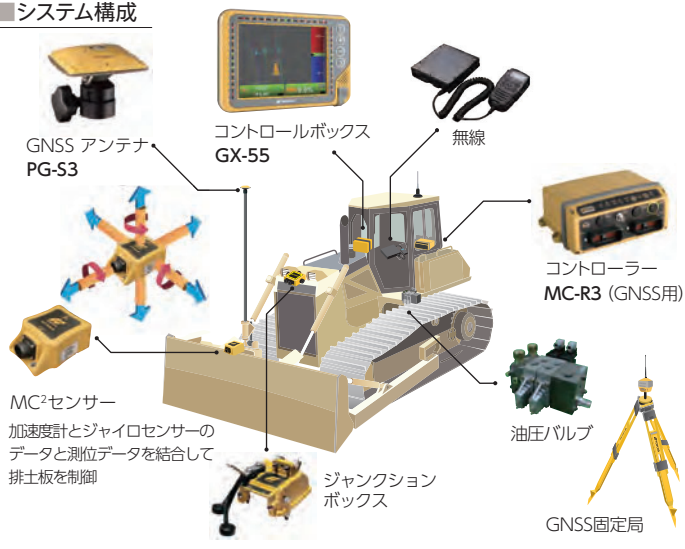 ■システム構成
GNSS アンテナ
PG-S3
コントロールボックス
GX-55
無線
コントローラー
MC-R3 (GNSS用)
MC²センサー
加速度計とジャイロセンサーの
データと測位データを結合して
排土板を制御
ジャンクション
ボックス
油圧バルブ
GNSS固定局